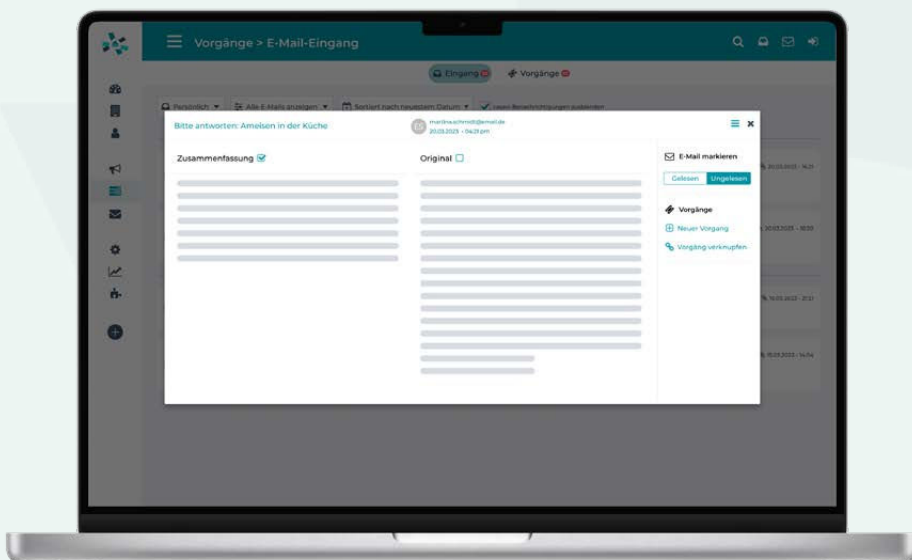 Vorgänge > E-Mail-Eingang
Eingang
Vorgänge
Persönlich
Alle E-Mails anzeigen
Sortiert nach neuestem Datum
Bitte antworten: Ameisen in der Küche
20.03.2023 - 04:21 pm
Zusammenfassung
Original
E-Mail markieren
Gelesen
Ungelesen
Vorgänge
Neuer Vorgang
Vorgang verknüpfen